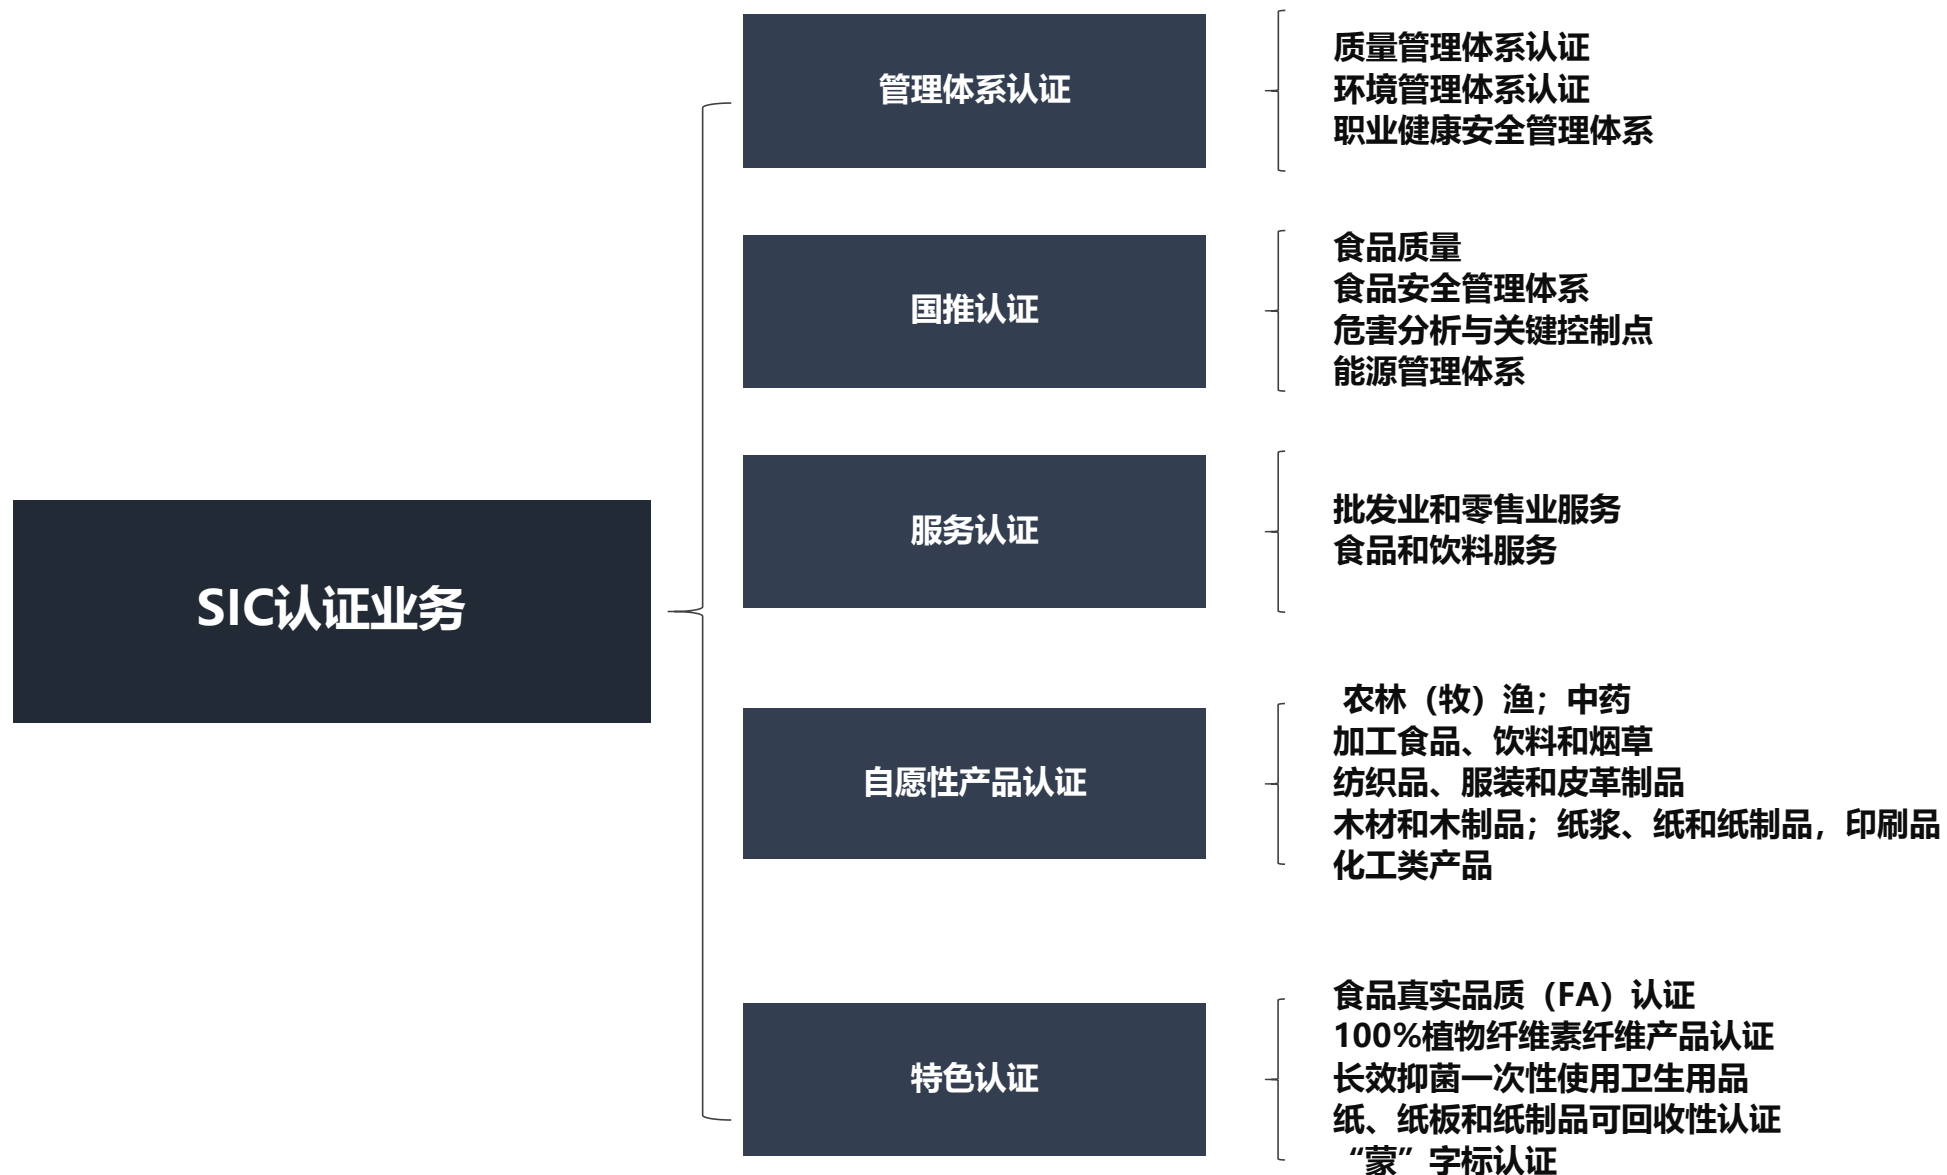 SIC认证业务
管理体系认证
质量管理体系认证
环境管理体系认证
职业健康安全管理体系
国推认证
食品质量
食品安全管理体系
危害分析与关键控制点
能源管理体系
服务认证
批发业和零售业服务
食品和饮料服务
自愿性产品认证
农林（牧）渔；中药
加工食品、饮料和烟草
纺织品、服装和皮革制品
木材和木制品；纸浆、纸和纸制品，印刷品
化工类产品
特色认证
食品真实品质（FA）认证
100%植物纤维素纤维产品认证
长效抑菌一次性使用卫生用品
纸、纸板和纸制品可回收性认证
“蒙”字标认证